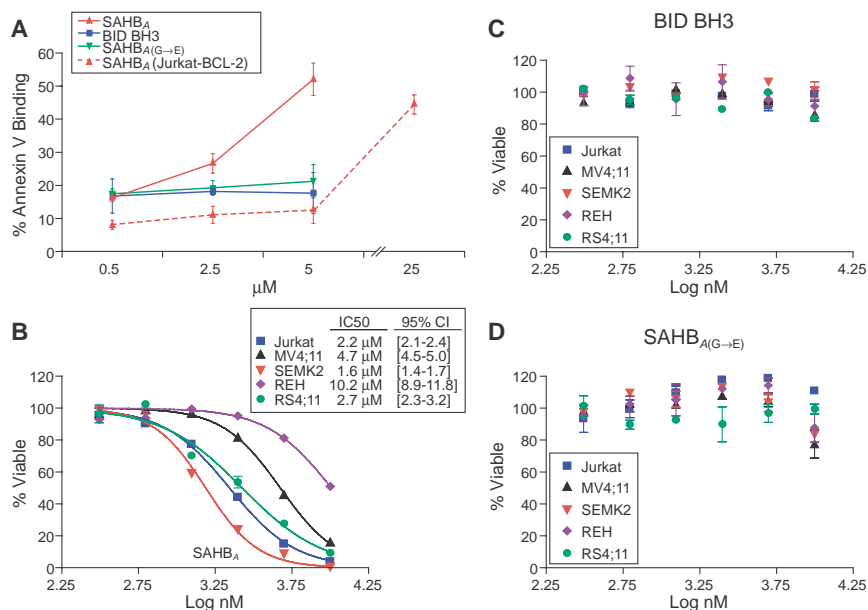 A
SAHB_A
BID BH3
SAHB_A(G→E)
SAHB_A (Jurkat-BCL-2)
60
50
40
30
20
10
0
% Annexin V Binding
0.5
2.5
5
25
μM
B
IC50 95% CI
Jurkat 2.2 μM [2.1-2.4]
MV4;11 4.7 μM [4.5-5.0]
SEMK2 1.6 μM [1.4-1.7]
REH 10.2 μM [8.9-11.8]
RS4;11 2.7 μM [2.3-3.2]
120
100
80
60
40
20
0
% Viable
SAHB_A
2.25
2.75
3.25
3.75
4.25
Log nM
C
BID BH3
120
100
80
60
40
20
0
% Viable
Jurkat
MV4;11
SEMK2
REH
RS4;11
2.25
2.75
3.25
3.75
4.25
Log nM
D
SAHB_A(G→E)
120
100
80
60
40
20
0
% Viable
Jurkat
MV4;11
SEMK2
REH
RS4;11
2.25
2.75
3.25
3.75
4.25
Log nM